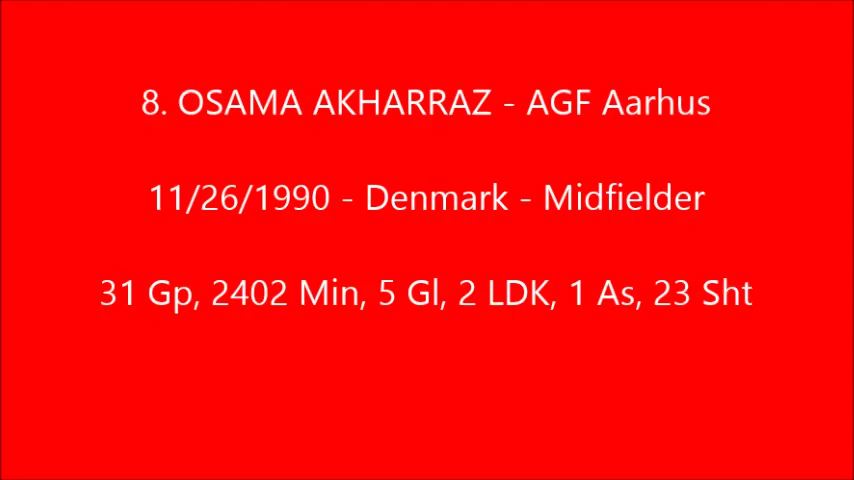 8. OSAMA AKHARRAZ - AGF Aarhus
11/26/1990 - Denmark - Midfielder
31 Gp, 2402 Min, 5 Gl, 2 LDK, 1 As, 23 Sht